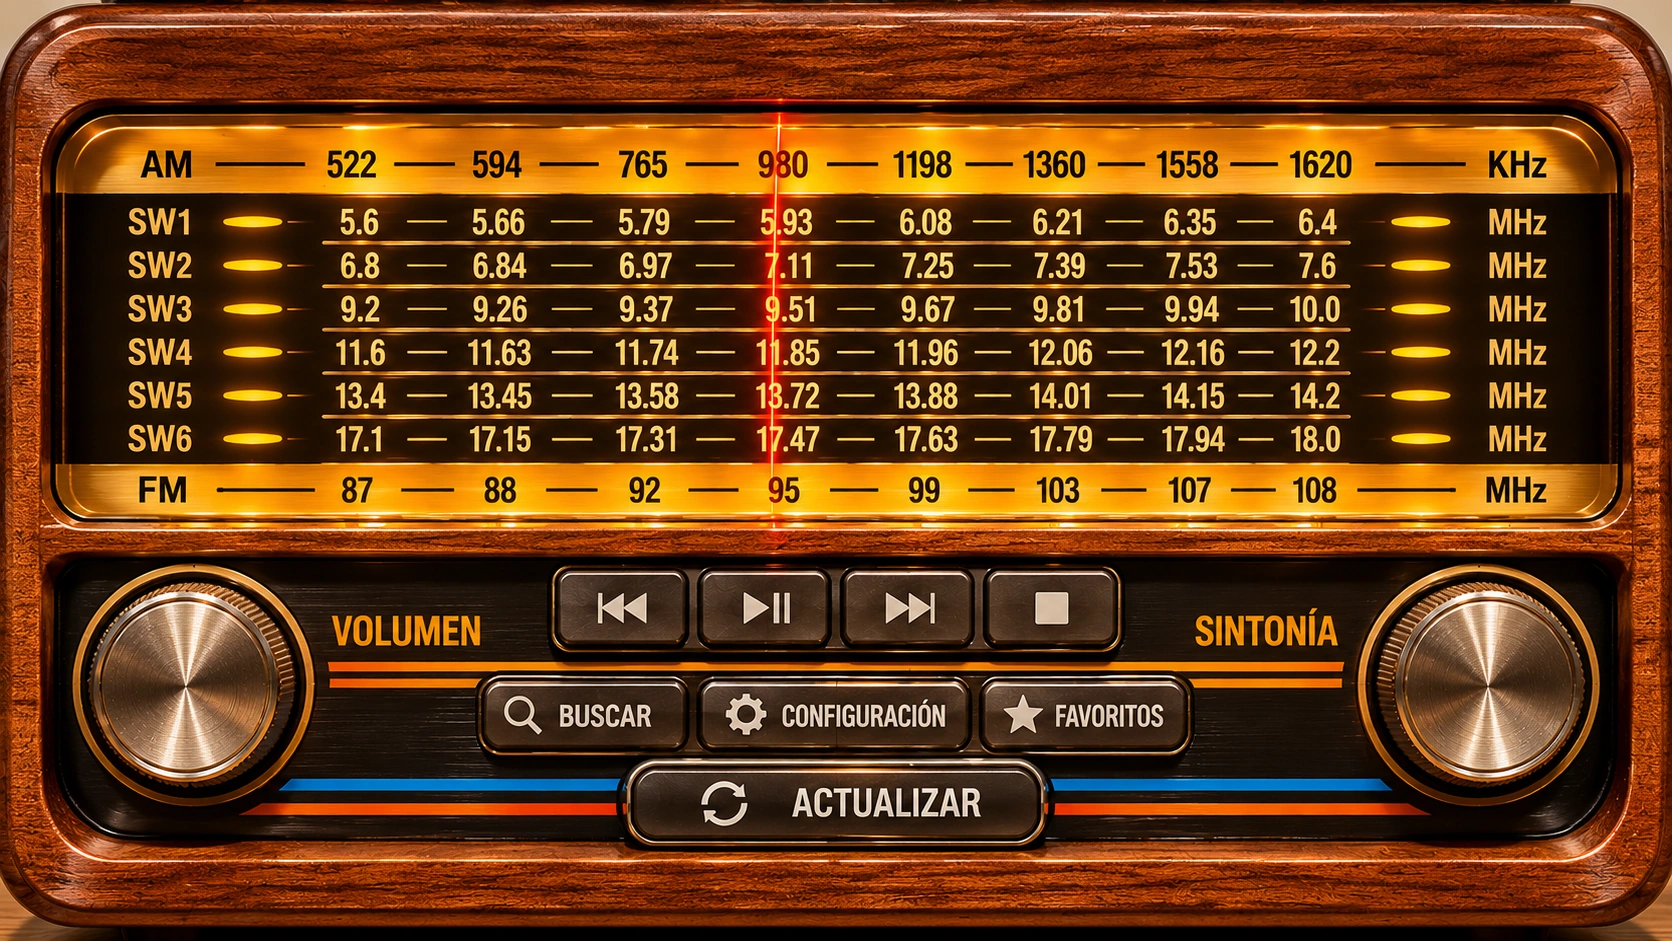 AM 522 594 765 980 1198 1360 1558 1620 KHz
SW1 5.6 5.66 5.79 5.93 6.08 6.21 6.35 6.4 MHz
SW2 6.8 6.84 6.97 7.11 7.25 7.39 7.53 7.6 MHz
SW3 9.2 9.26 9.37 9.51 9.67 9.81 9.94 10.0 MHz
SW4 11.6 11.63 11.74 11.85 11.96 12.06 12.16 12.2 MHz
SW5 13.4 13.45 13.58 13.72 13.88 14.01 14.15 14.2 MHz
SW6 17.1 17.15 17.31 17.47 17.63 17.79 17.94 18.0 MHz
FM 87 88 92 95 99 103 107 108 MHz
VOLUMEN SINTONÍA
BUSCAR CONFIGURACIÓN FAVORITOS
ACTUALIZAR